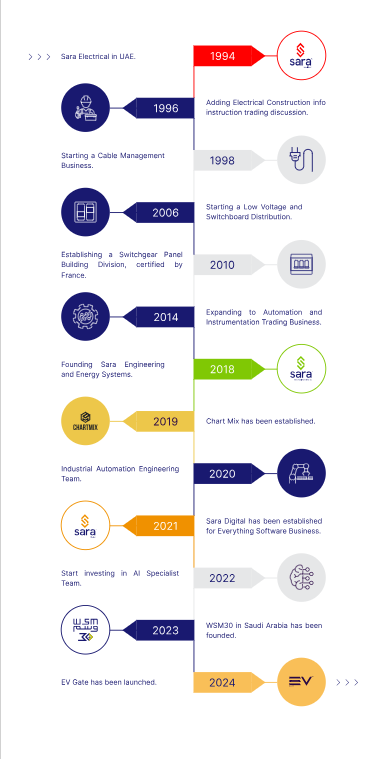 > > >
Sara Electrical in UAE.
1994
sara
1996
Adding Electrical Construction info
instruction trading discussion.
Starting a Cable Management
Business.
1998
2006
Starting a Low Voltage and
Switchboard Distribution.
Establishing a Switchgear Panel
Building Division, certified by
France.
2010
2014
Expanding to Automation and
Instrumentation Trading Business.
Founding Sara Engineering
and Energy Systems.
2018
sara
CHARTMIX
2019
Chart Mix has been established.
Industrial Automation Engineering
Team.
2020
sara
2021
Sara Digital has been established
for Everything Software Business.
Start investing in AI Specialist
Team.
2022
wsm
وسم
30
2023
WSM30 in Saudi Arabia has been
founded.
EV Gate has been launched.
2024
EV
> > >